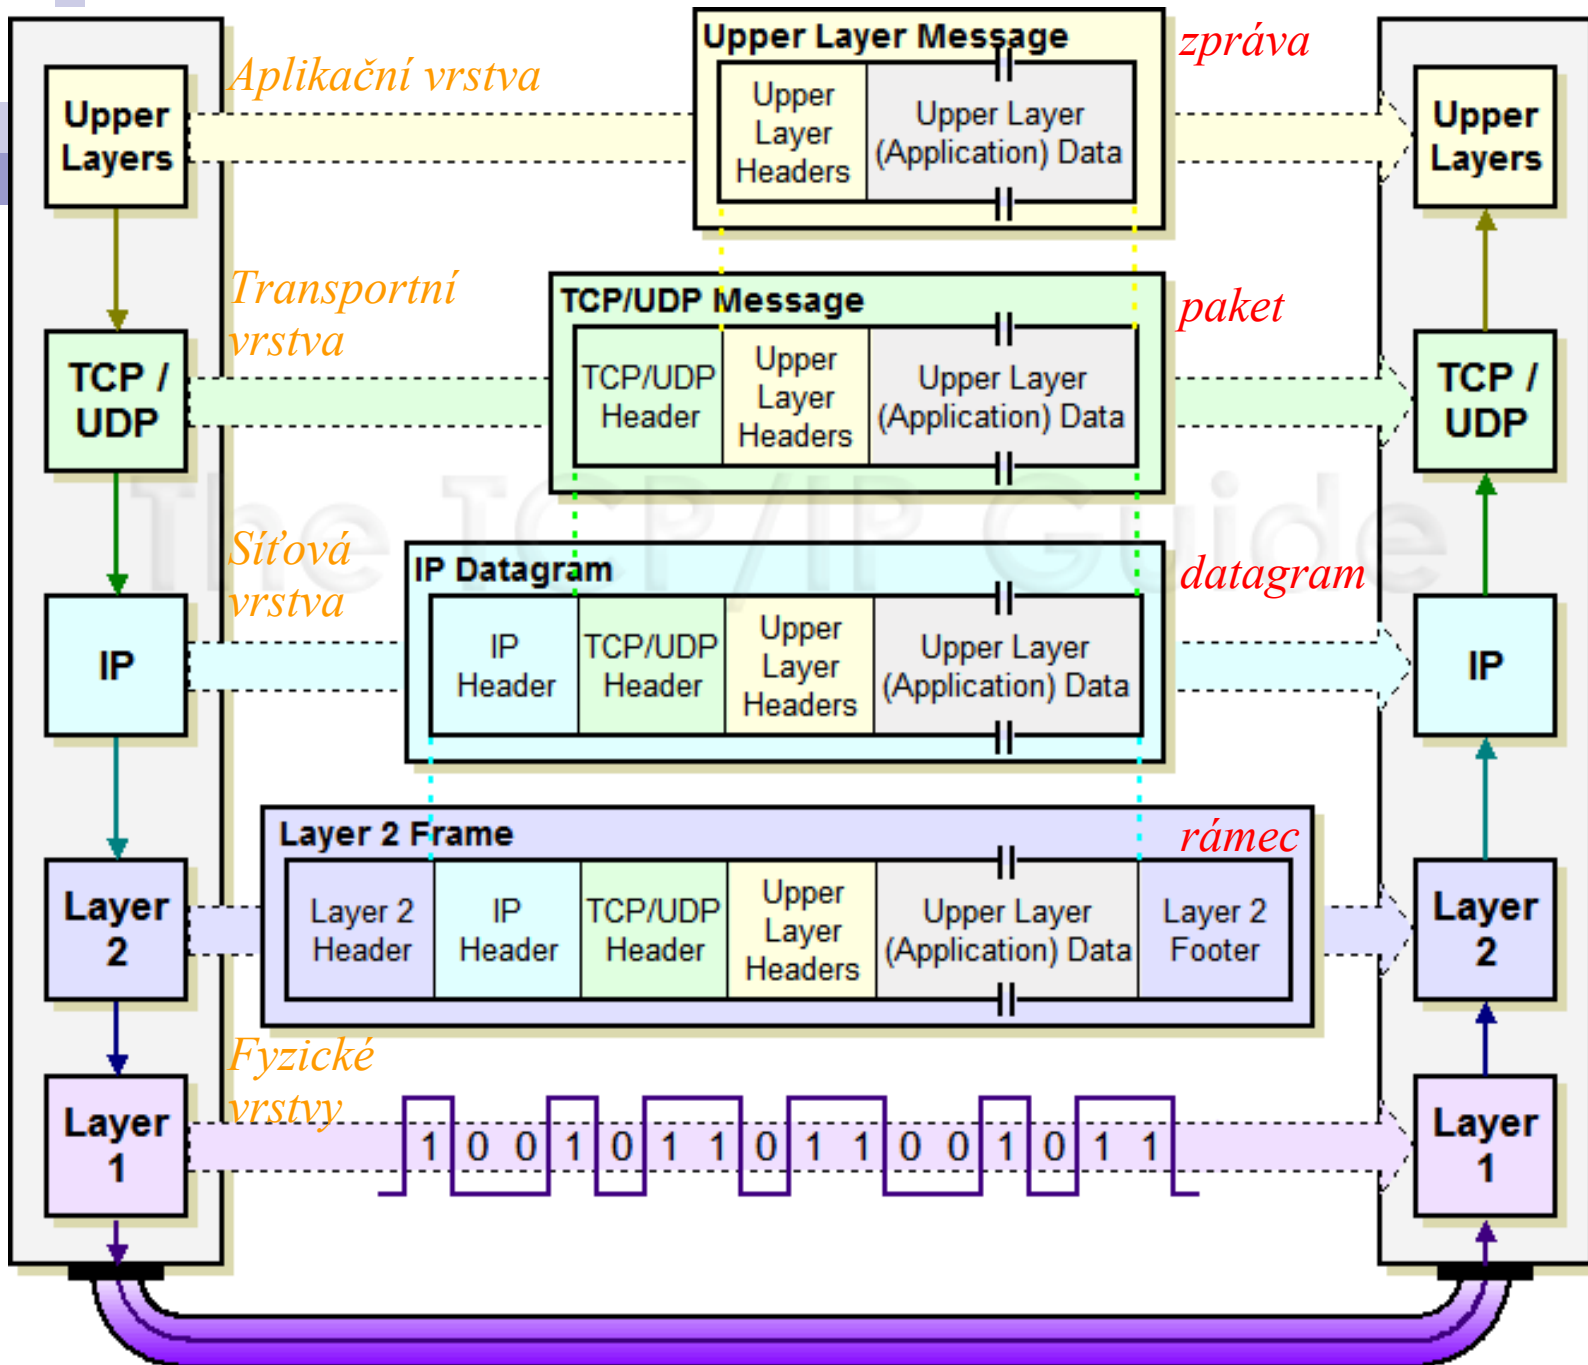 Upper Layer Message
zpráva
Aplikační vrstva
Upper
Layers
Upper
Layer
Headers
Upper Layer
(Application) Data
Upper
Layers
Transportní
vrstva
TCP/UDP Message
paket
TCP /
UDP
TCP/UDP
Header
Upper
Layer
Headers
Upper Layer
(Application) Data
TCP /
UDP
The TCP/IP Guide
Síťová
vrstva
IP Datagram
datagram
IP
IP
Header
TCP/UDP
Header
Upper
Layer
Headers
Upper Layer
(Application) Data
IP
Layer 2 Frame
rámec
Layer
2
Layer 2
Header
IP
Header
TCP/UDP
Header
Upper
Layer
Headers
Upper Layer
(Application) Data
Layer 2
Footer
Layer
2
Fyzické
vrstvy
Layer
1
1 0 0 1 0 1 1 0 1 1 0 0 1 0 1 1
Layer
1